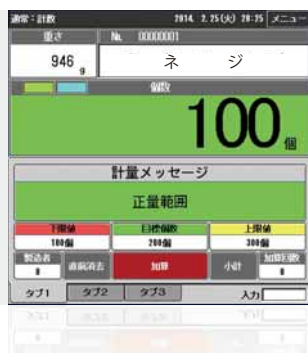 通常：計数 2014. 2. 25(火) 20:25 メニュー
重さ № 00000001
946 g ネジ
個数
100 個
計量メッセージ
正量範囲
下限値 目標個数 上限値
100個 200個 300個
製造者 直前消去 加算 小計 加算回数
0 0
タブ1 タブ2 タブ3 入力